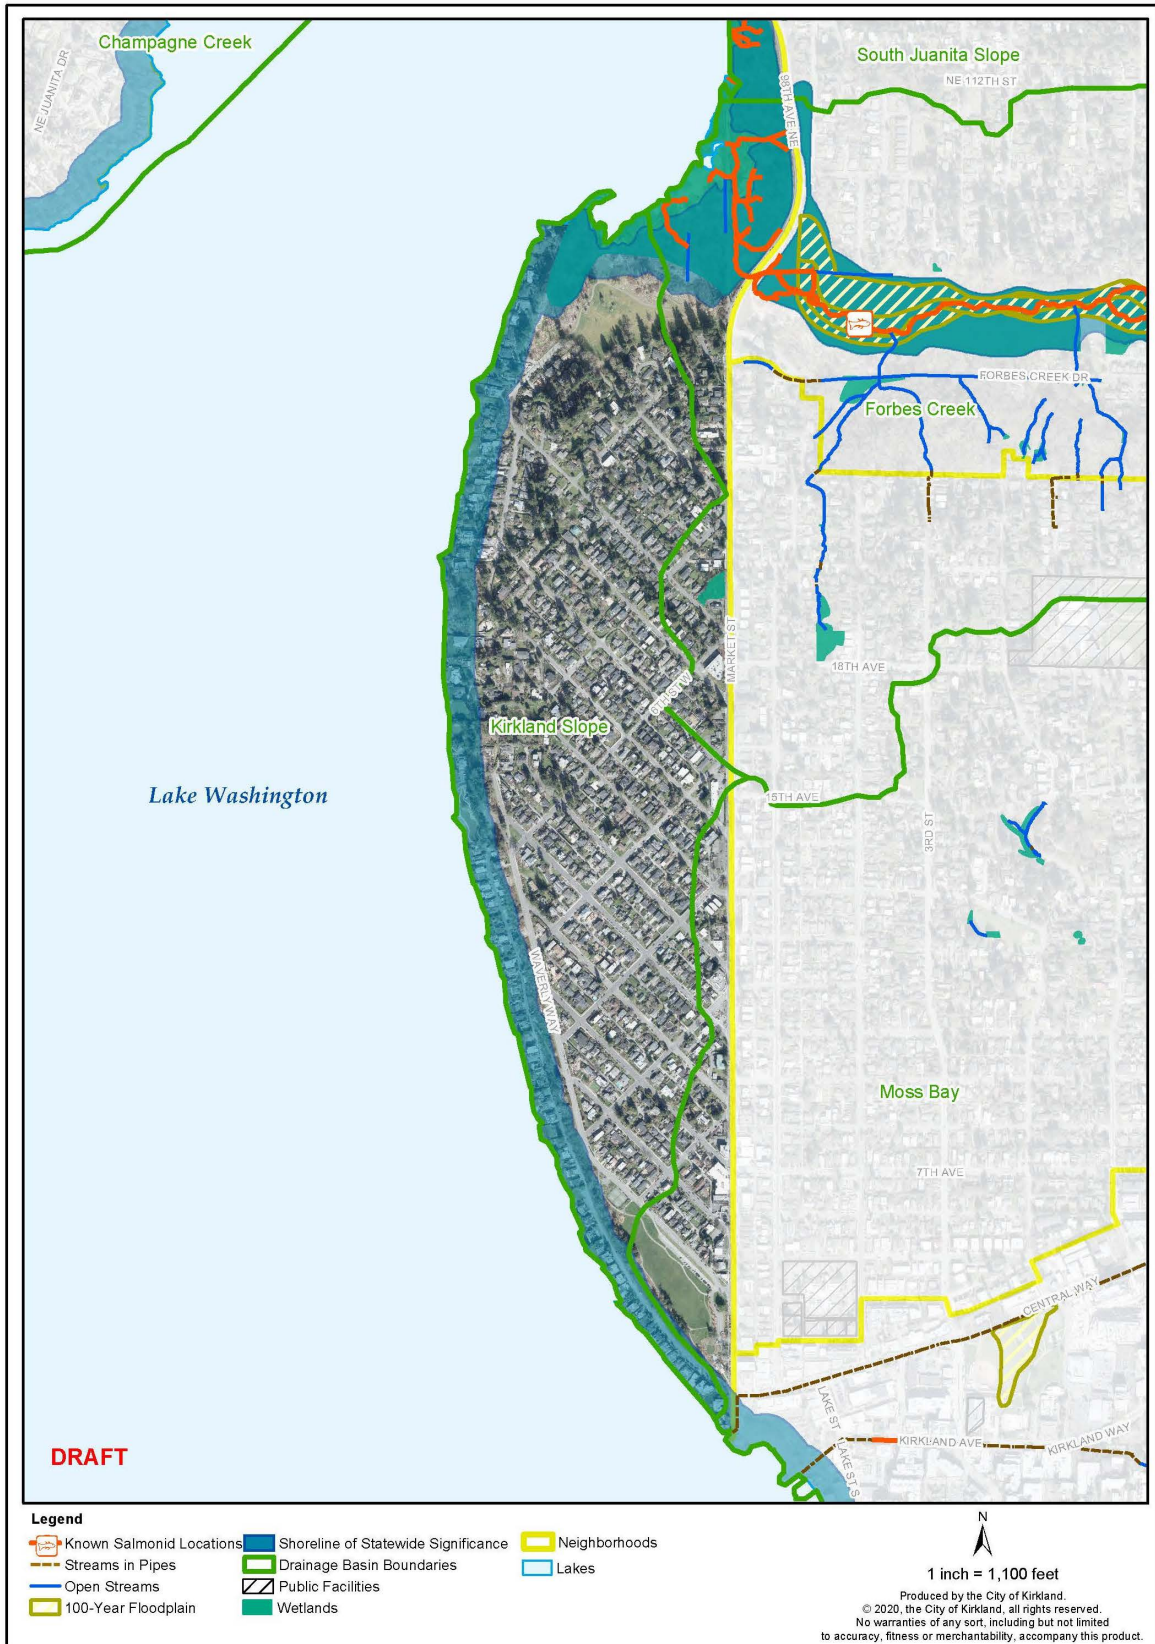 Champagne Creek
South Juanita Slope
NE JUANITA DR
98TH AVE NE
NE 112TH ST
FORBES CREEK DR
Forbes Creek
MARKET ST
18TH AVE
6TH ST W
Kirkland Slope
Lake Washington
15TH AVE
3RD ST
WAVERLY WAY
Moss Bay
7TH AVE
CENTRAL WAY
LAKE ST
LAKE ST S
KIRKLAND AVE
KIRKLAND WAY
DRAFT
Legend
Known Salmonid Locations
Streams in Pipes
Open Streams
100-Year Floodplain
Shoreline of Statewide Significance
Drainage Basin Boundaries
Public Facilities
Wetlands
Neighborhoods
Lakes
N
1 inch = 1,100 feet
Produced by the City of Kirkland.
© 2020, the City of Kirkland, all rights reserved.
No warranties of any sort, including but not limited
to accuracy, fitness or merchantability, accompany this product.